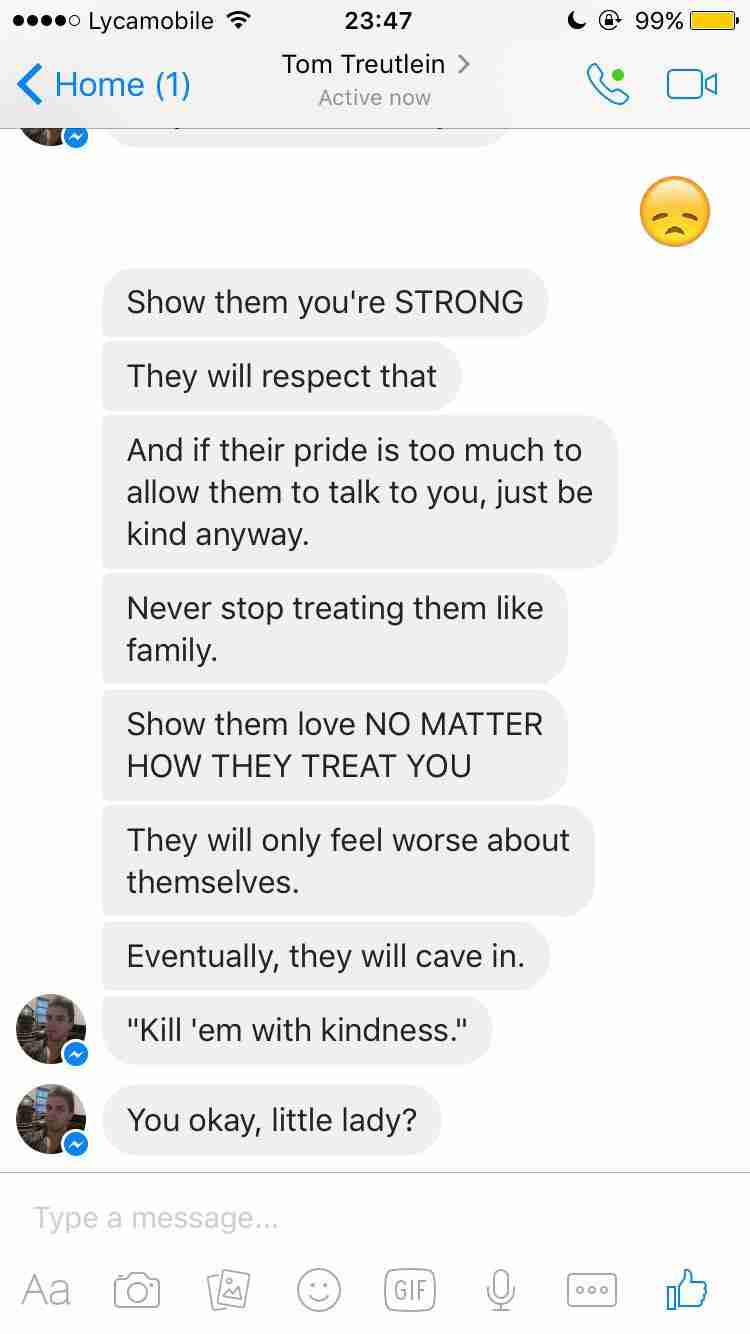 Lycamobile 23:47 99%
Home (1) Tom Treutlein
Active now
Show them you're STRONG
They will respect that
And if their pride is too much to
allow them to talk to you, just be
kind anyway.
Never stop treating them like
family.
Show them love NO MATTER
HOW THEY TREAT YOU
They will only feel worse about
themselves.
Eventually, they will cave in.
"Kill 'em with kindness."
You okay, little lady?
Type a message...
Aa GIF